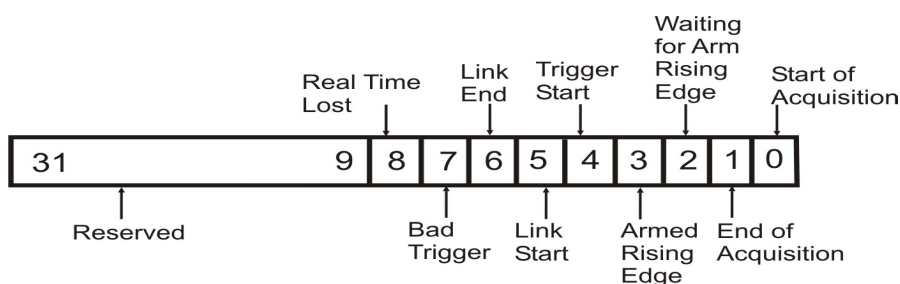 Real Time
Lost
Link
End
Trigger
Start
Waiting
for Arm
Rising
Edge
Start of
Acquisition
31 9 8 7 6 5 4 3 2 1 0
Reserved
Bad
Trigger
Link
Start
Armed
Rising
Edge
End of
Acquisition